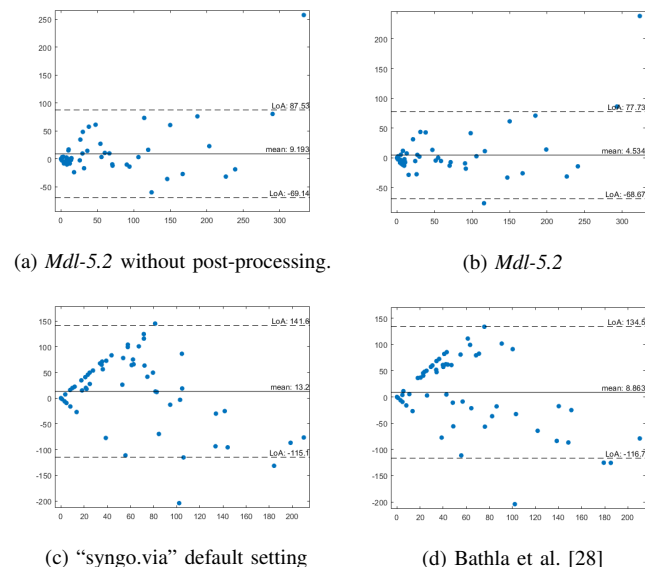 250
200
150
100
50
0
-50
LoA: 87.53
mean: 9.193
LoA: -69.14
0 50 100 150 200 250 300
(a) Mdl-5.2 without post-processing.
200
150
100
50
0
-50
LoA: 77.73
mean: 4.534
LoA: -68.67
0 50 100 150 200 250 300
(b) Mdl-5.2
150
100
50
0
-50
-100
-150
-200
LoA: 141.6
mean: 13.2
LoA: -115.1
0 20 40 60 80 100 120 140 160 180 200
(c) “syngo.via” default setting
150
100
50
0
-50
-100
-150
-200
LoA: 134.5
mean: 8.863
LoA: -116.7
0 20 40 60 80 100 120 140 160 180 200
(d) Bathla et al. [28]